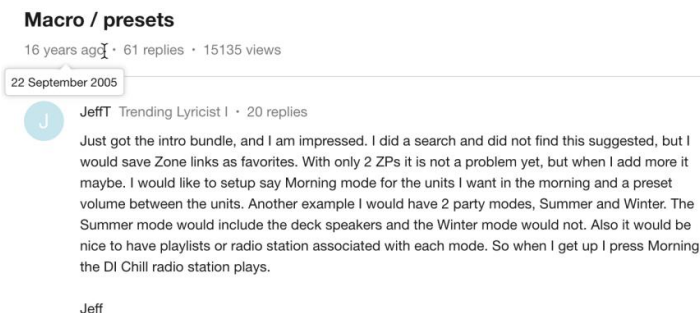 Macro / presets
16 years ago · 61 replies · 15135 views
22 September 2005
J
JeffT Trending Lyricist I · 20 replies
Just got the intro bundle, and I am impressed. I did a search and did not find this suggested, but I
would save Zone links as favorites. With only 2 ZPs it is not a problem yet, but when I add more it
maybe. I would like to setup say Morning mode for the units I want in the morning and a preset
volume between the units. Another example I would have 2 party modes, Summer and Winter. The
Summer mode would include the deck speakers and the Winter mode would not. Also it would be
nice to have playlists or radio station associated with each mode. So when I get up I press Morning
the DI Chill radio station plays.
Jeff